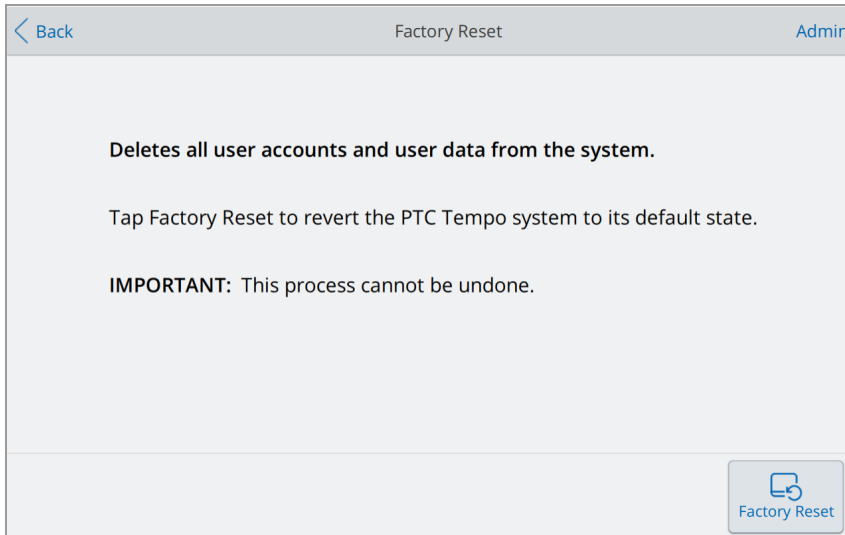 Back
Factory Reset
Admin
Deletes all user accounts and user data from the system.
Tap Factory Reset to revert the PTC Tempo system to its default state.
IMPORTANT: This process cannot be undone.
Factory Reset